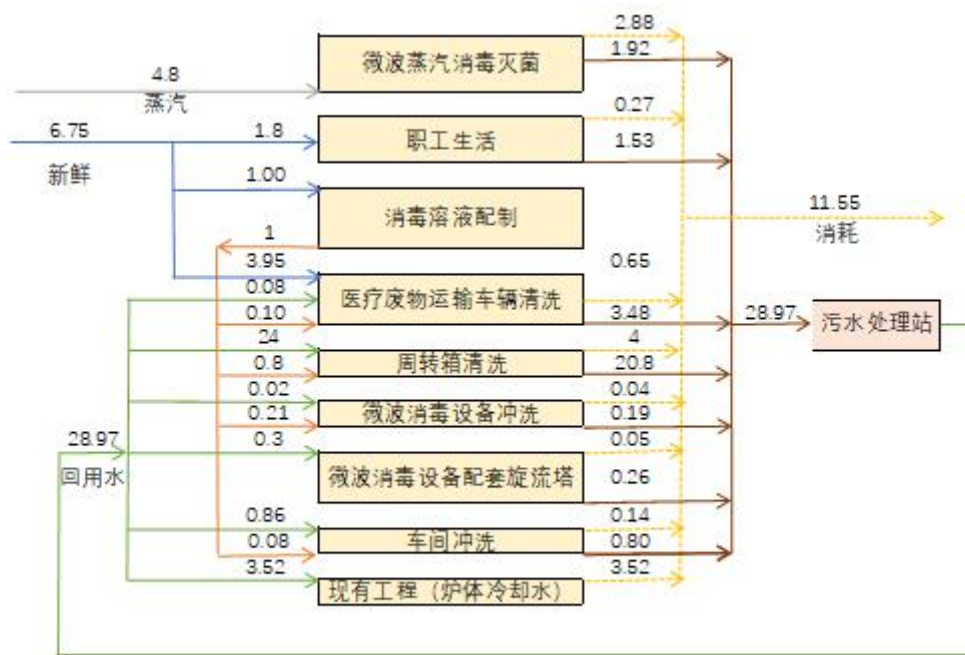 2.88
微波蒸汽消毒灭菌
1.92
4.8
蒸汽
0.27
6.75
1.8
职工生活
1.53
新鲜
1.00
消毒溶液配制
11.55
消耗
1
3.95
0.65
0.08
医疗废物运输车辆清洗
0.10
3.48
28.97
污水处理站
24
4
周转箱清洗
0.8
20.8
0.02
0.04
微波消毒设备冲洗
0.21
0.19
28.97
0.3
0.05
回用水
微波消毒设备配套旋流塔
0.26
0.86
0.14
车间冲洗
0.08
0.80
3.52
3.52
现有工程（炉体冷却水）